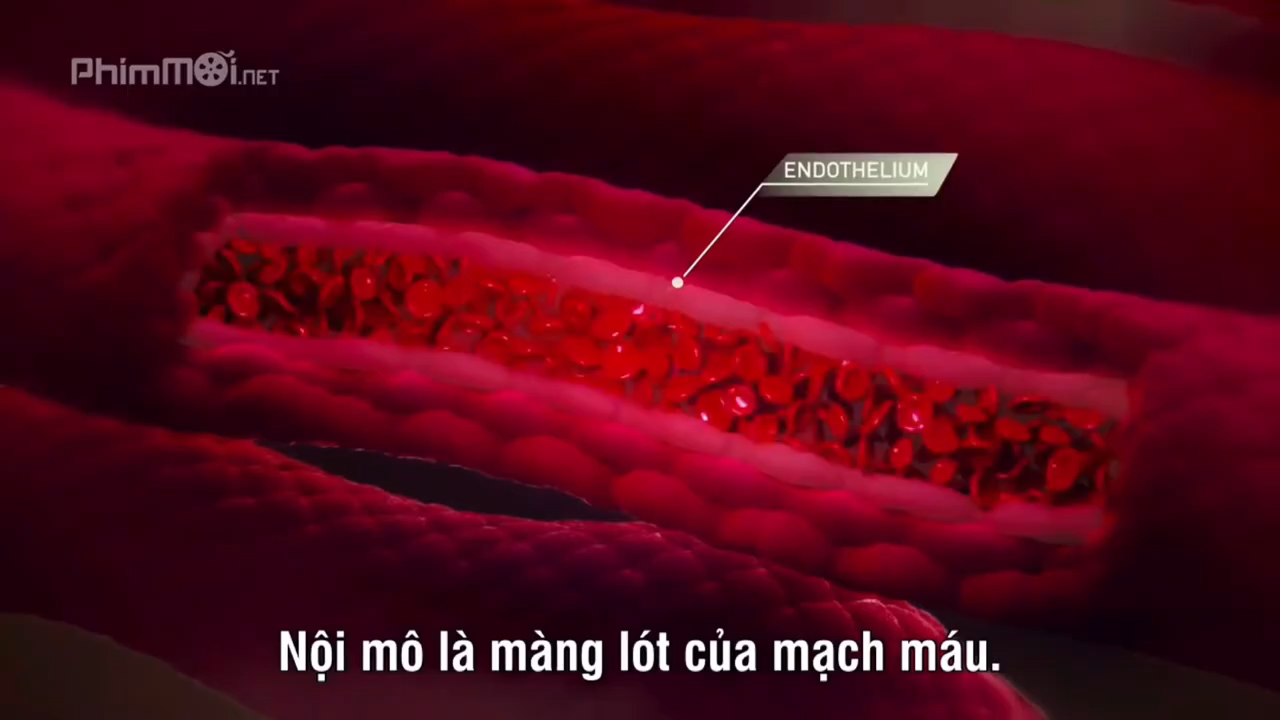 PhimMỚi.NET
ENDOTHELIUM
Nội mô là màng lót của mạch máu.